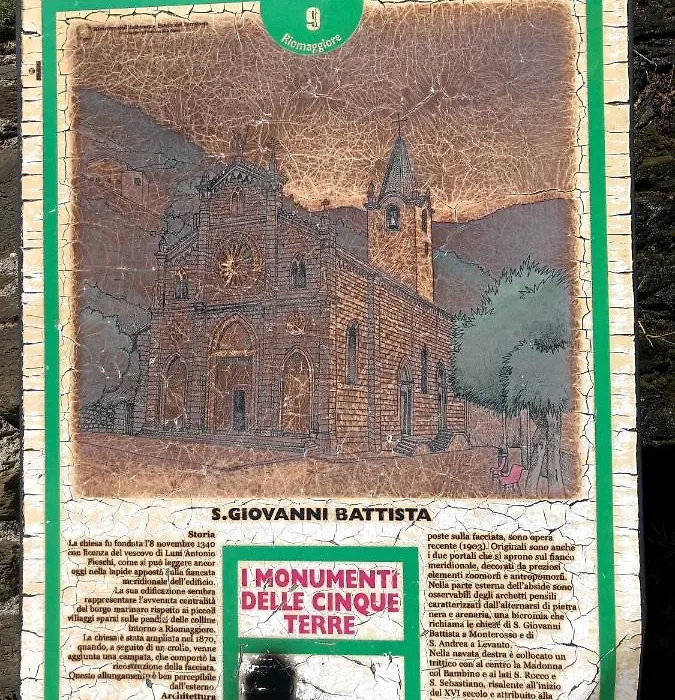 9
Riomaggiore
S.GIOVANNI BATTISTA
Storia
La chiesa fu fondata l'8 novembre 1340
con licenza del vescovo di Luni Antonio
Fieschi, come si può leggere ancor
oggi nella lapide apposta sulla fiancata
meridionale dell'edificio.
La sua edificazione sembra
rappresentare l'avvenuta centralità
del borgo marinaro rispetto ai piccoli
villaggi sparsi sulle pendici delle colline
intorno a Riomaggiore.
La chiesa è stata ampliata nel 1870,
quando, a seguito di un crollo, venne
aggiunta una campata, che comportò la
ricostruzione della facciata.
Questo allungamento è ben percepibile
dall'esterno.
Architettura
I MONUMENTI
DELLE CINQUE
TERRE
poste sulla facciata, sono opera
recente (1903). Originali sono anche
i due portali che si aprono sul fianco
meridionale, decorati da preziosi
elementi zoomorfi e antropomorfi.
Nella parte esterna dell'abside sono
osservabili degli archetti pensili
caratterizzati dall'alternarsi di pietra
nera e arenaria, una bicromia che
richiama le chiese di S. Giovanni
Battista a Monterosso e di
S. Andrea a Levanto.
Nella navata destra è collocato un
trittico con al centro la Madonna
col Bambino e ai lati S. Rocco e
S. Sebastiano, risalente all'inizio
del XVI secolo e attribuito alla